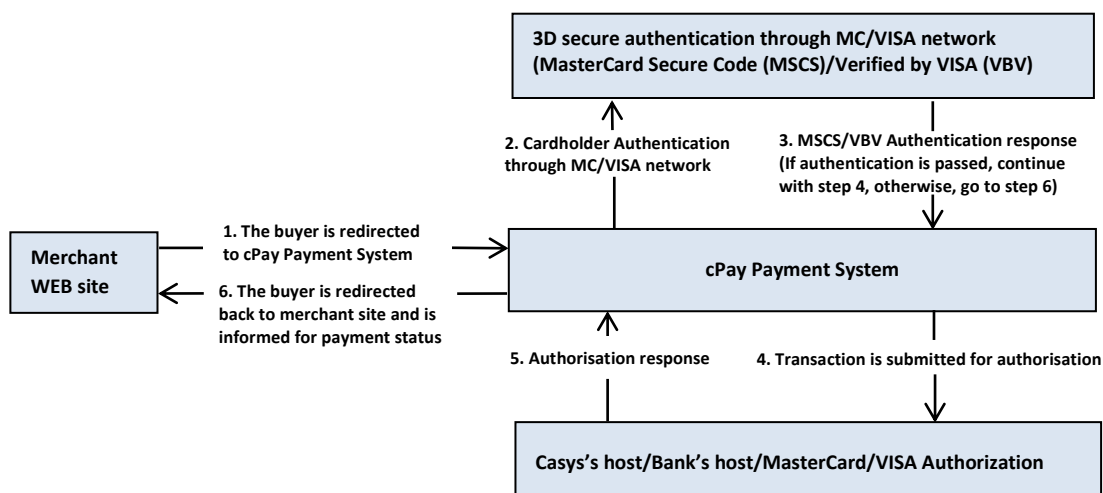 3D secure authentication through MC/VISA network
(MasterCard Secure Code (MSCS)/Verified by VISA (VBV)
2. Cardholder Authentication
through MC/VISA network
3. MSCS/VBV Authentication response
(If authentication is passed, continue
with step 4, otherwise, go to step 6)
1. The buyer is redirected
to cPay Payment System
Merchant
WEB site
cPay Payment System
6. The buyer is redirected
back to merchant site and is
informed for payment status
5. Authorisation response
4. Transaction is submitted for authorisation
Casys's host/Bank's host/MasterCard/VISA Authorization